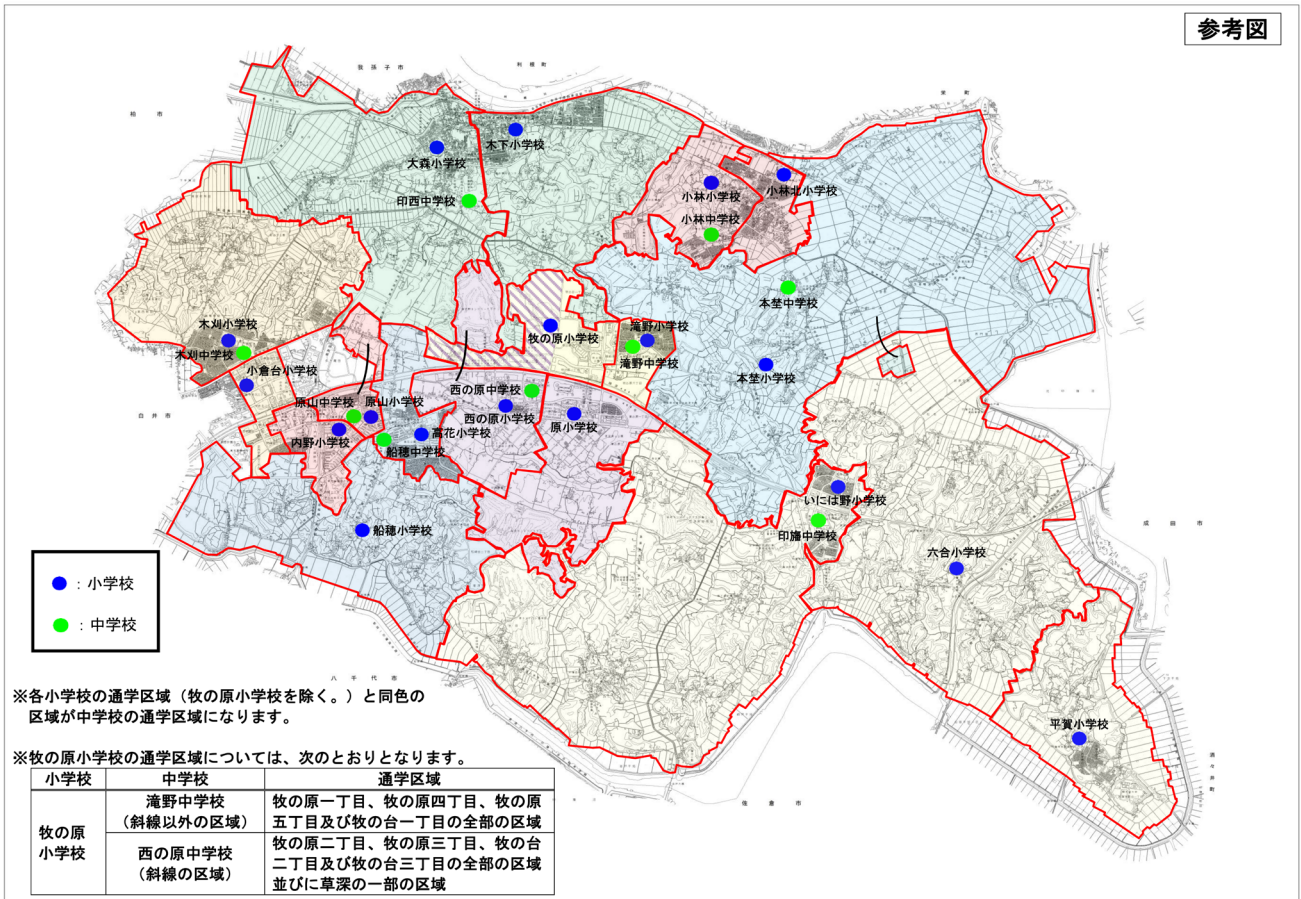 参考図
我孫子市
利根町
栄町
柏市
大森小学校
木下小学校
印西中学校
小林小学校
小林北小学校
小林中学校
本埜中学校
木刈小学校
木刈中学校
小倉台小学校
牧の原小学校
滝野小学校
滝野中学校
本埜小学校
白井市
原山中学校
原山小学校
内野小学校
船穂中学校
高花小学校
西の原中学校
西の原小学校
原小学校
船穂小学校
いには野小学校
印旛中学校
六合小学校
成田市
平賀小学校
酒々井町
佐倉市
八千代市
：小学校
：中学校
※各小学校の通学区域（牧の原小学校を除く。）と同色の
区域が中学校の通学区域になります。
※牧の原小学校の通学区域については、次のとおりとなります。
小学校 中学校 通学区域
牧の原
小学校
滝野中学校
（斜線以外の区域）
牧の原一丁目、牧の原四丁目、牧の原
五丁目及び牧の台一丁目の全部の区域
西の原中学校
（斜線の区域）
牧の原二丁目、牧の原三丁目、牧の台
二丁目及び牧の台三丁目の全部の区域
並びに草深の一部の区域